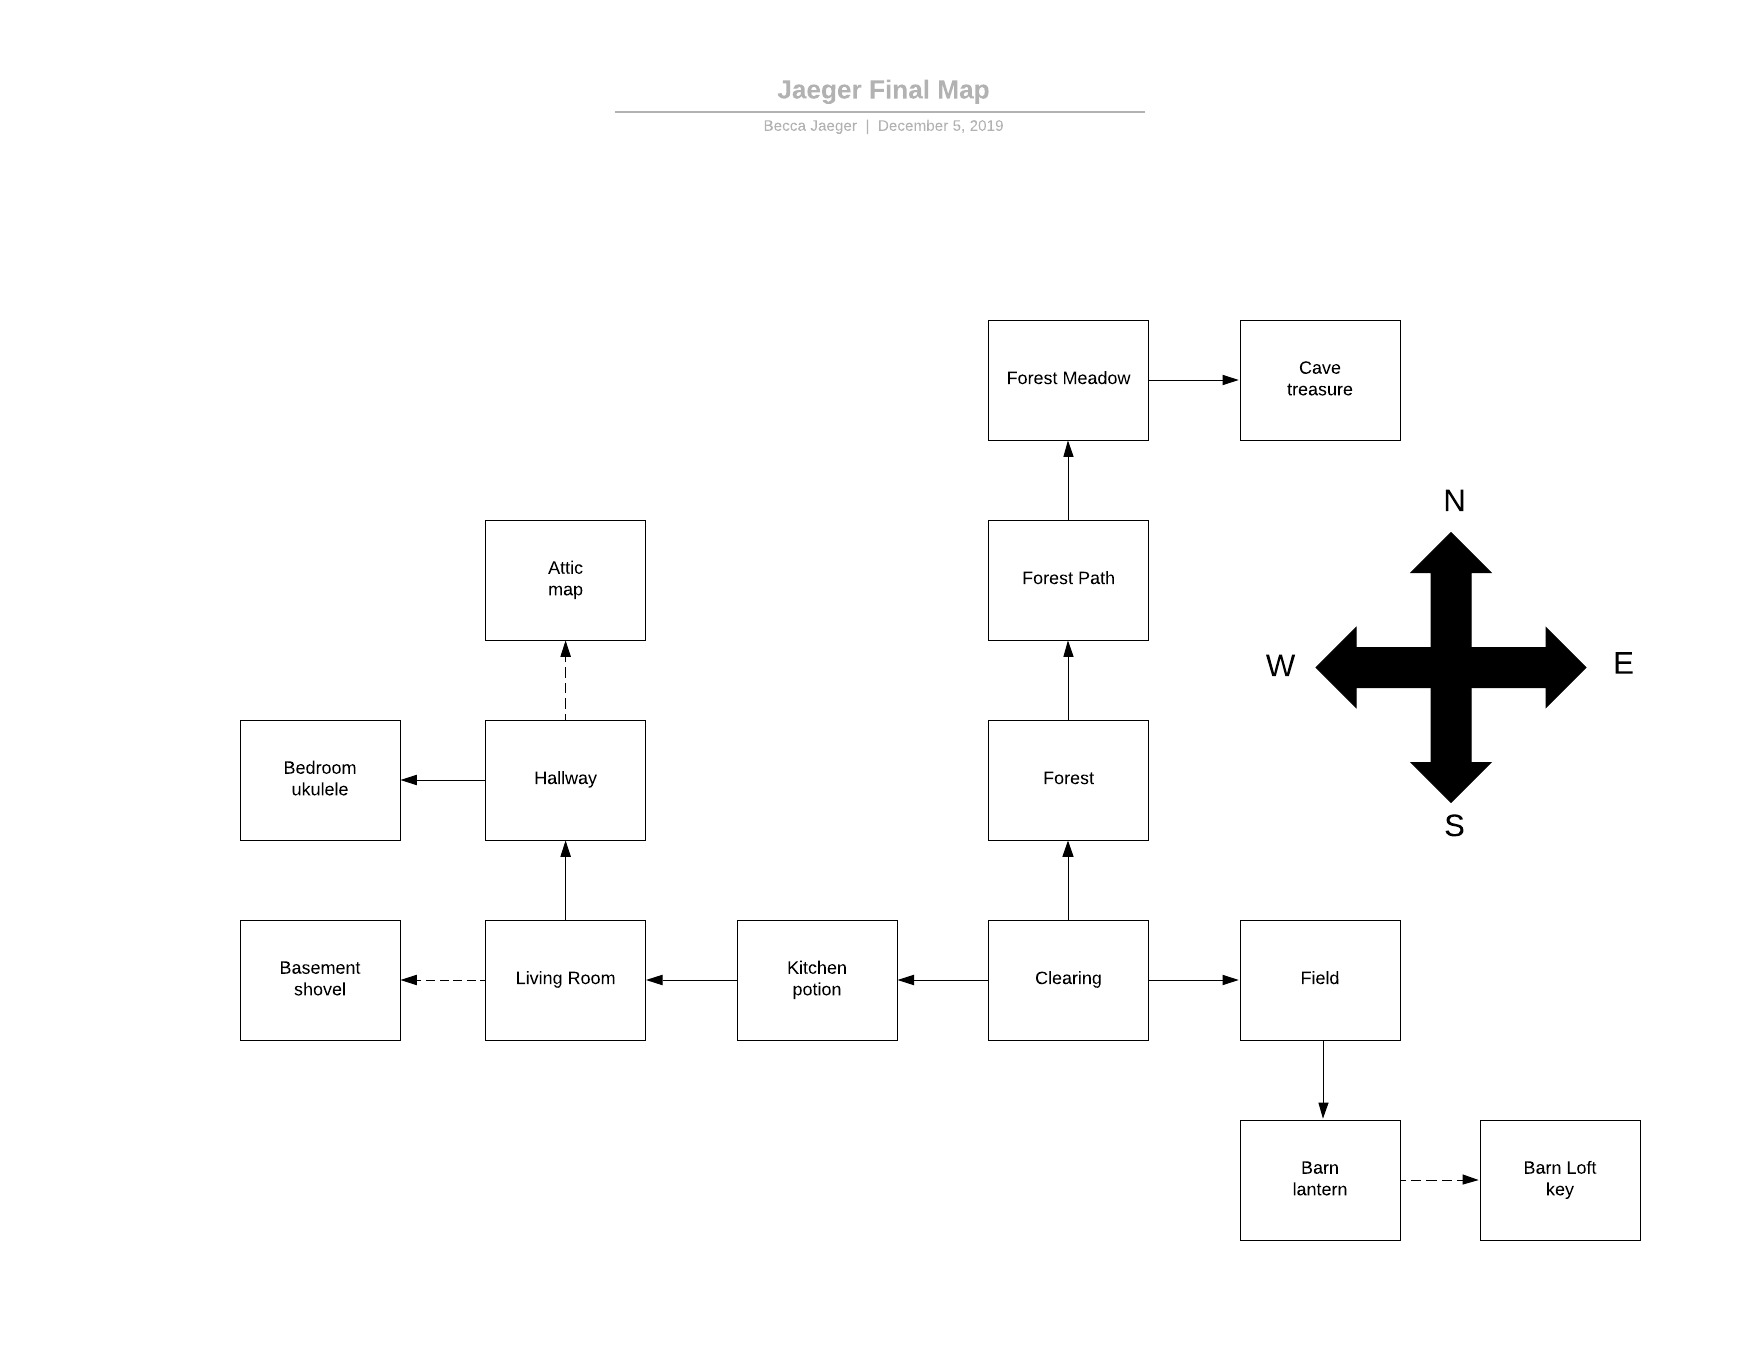 Jaeger Final Map
Becca Jaeger | December 5, 2019
Forest Meadow
Cave
treasure
N
Attic
map
Forest Path
W
E
Bedroom
ukulele
Hallway
Forest
S
Basement
shovel
Living Room
Kitchen
potion
Clearing
Field
Barn
lantern
Barn Loft
key